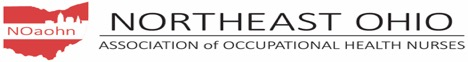 NOaohn
NORTHEAST OHIO
ASSOCIATION of OCCUPATIONAL HEALTH NURSES